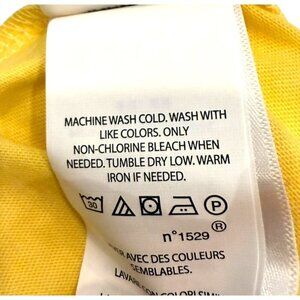 MACHINE WASH COLD. WASH WITH
LIKE COLORS. ONLY
NON-CHLORINE BLEACH WHEN
NEEDED. TUMBLE DRY LOW. WARM
IRON IF NEEDED.
30 P
n°1529 ®
AVEC DES COULEURS
SEMBLABLES.